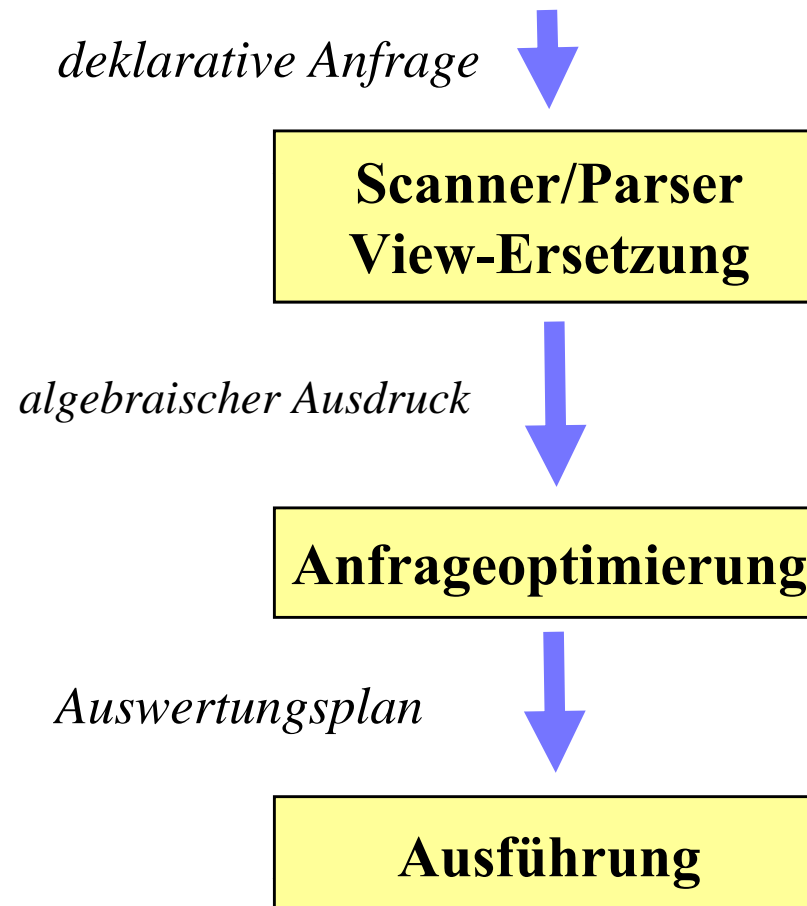 deklarative Anfrage
Scanner/Parser
View-Ersetzung
algebraischer Ausdruck
Anfrageoptimierung
Auswertungsplan
Ausführung